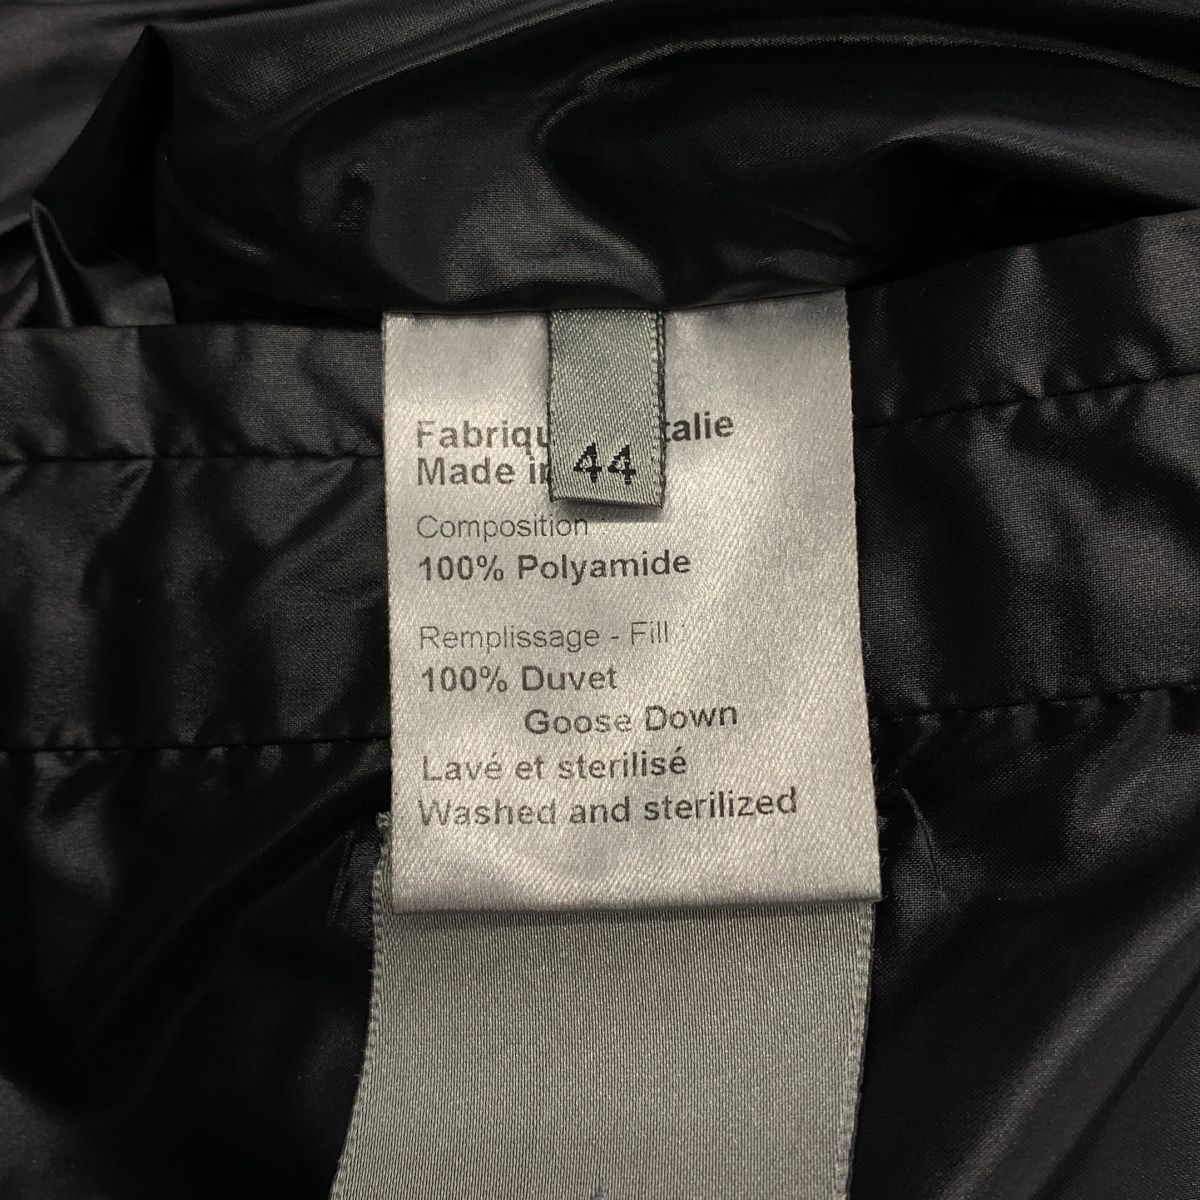 Fabriqu talie
Made in
44
Composition :
100% Polyamide
Remplissage - Fill :
100% Duvet
Goose Down
Lavé et sterilisé
Washed and sterilized